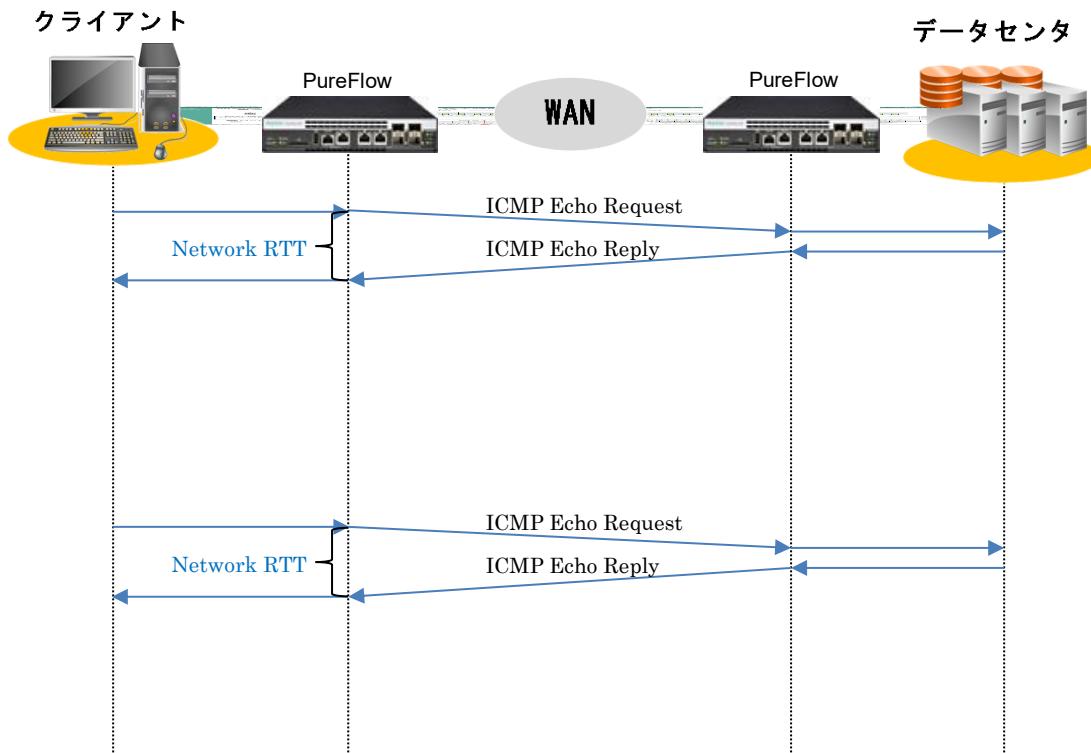 クライアント
データセンタ
PureFlow
PureFlow
WAN
ICMP Echo Request
Network RTT
ICMP Echo Reply
ICMP Echo Request
Network RTT
ICMP Echo Reply